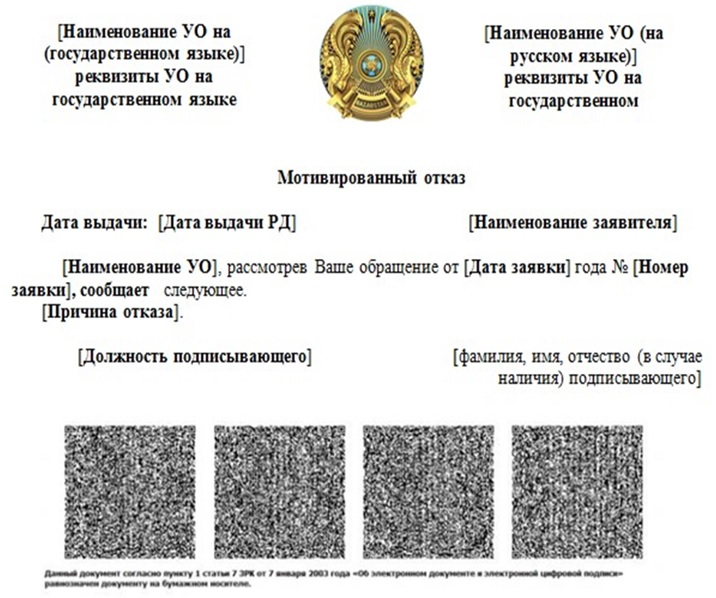 [Наименование УО на
(государственном языке)]
реквизиты УО на
государственном языке
ҚАЗАҚСТАН
[Наименование УО (на
русском языке)]
реквизиты УО на
государственном
Мотивированный отказ
Дата выдачи: [Дата выдачи РД] [Наименование заявителя]
[Наименование УО], рассмотрев Ваше обращение от [Дата заявки] года № [Номер
заявки], сообщает следующее.
[Причина отказа].
[Должность подписывающего] [фамилия, имя, отчество (в случае
наличия) подписывающего]
Данный документ согласно пункту 1 статьи 7 ЗРК от 7 января 2003 года «Об электронном документе и электронной цифровой подписи»
равнозначен документу на бумажном носителе.